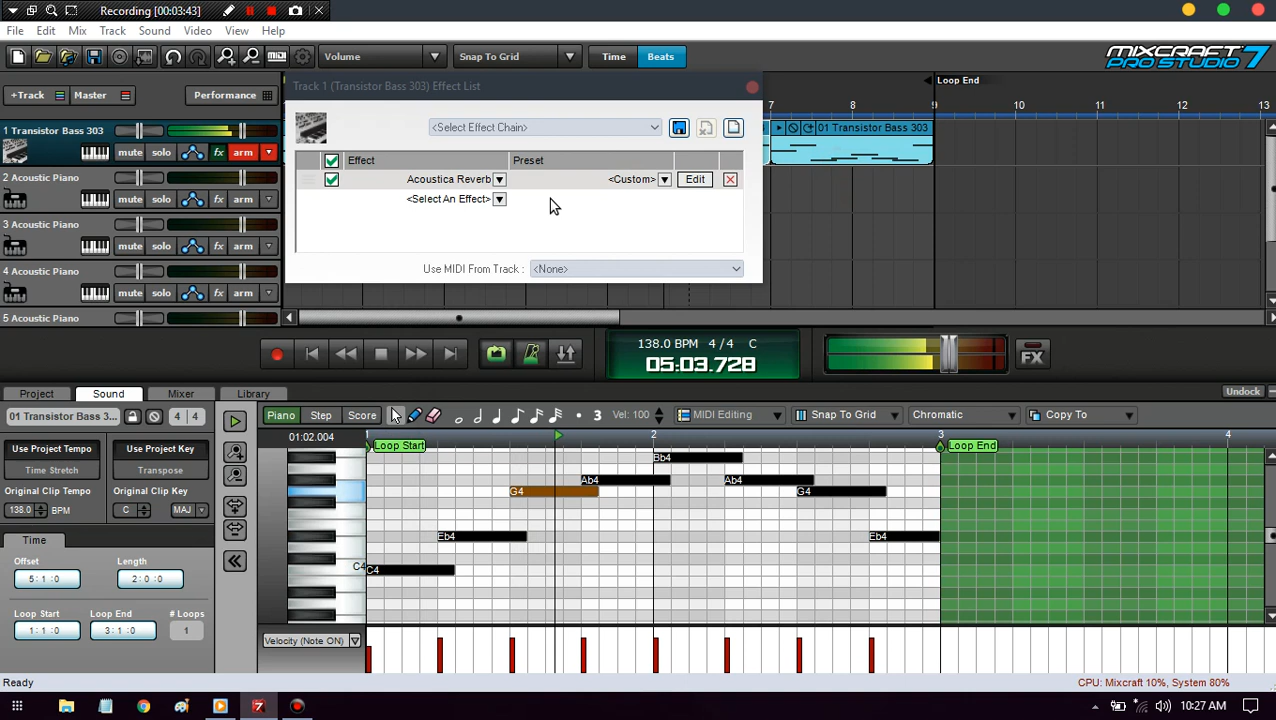 Recording [00:03:43]
File Edit Mix Track Sound Video View Help
Volume Snap To Grid Time Beats MIXCRAFT PRO STUDIO 7
+Track Master Performance
Track 1 (Transistor Bass 303) Effect List
<Select Effect Chain>
Effect Preset
Acoustica Reverb <Custom> Edit
<Select An Effect>
Use MIDI From Track : <None>
Loop End
7 8 9 10 11 12 13
01 Transistor Bass 303
1 Transistor Bass 303
mute solo fx arm
2 Acoustic Piano
mute solo fx arm
3 Acoustic Piano
mute solo fx arm
4 Acoustic Piano
mute solo fx arm
5 Acoustic Piano
138.0 BPM 4 / 4 C
05:03.728
FX
Project Sound Mixer Library Undock
01 Transistor Bass 3... 4 4
Piano Step Score 3 Vel: 100 MIDI Editing Snap To Grid Chromatic Copy To
01:02.004 1 2 3 4
Loop Start Loop End
Use Project Tempo Use Project Key
Time Stretch Transpose
Original Clip Tempo Original Clip Key
138.0 BPM C MAJ
Time
Offset Length
5: 1 :0 2: 0 :0
Loop Start Loop End # Loops
1: 1 :0 3: 1 :0 1
Bb4
Ab4 Ab4
G4 G4
Eb4 Eb4
C4 C4
Velocity (Note ON)
Ready CPU: Mixcraft 10%, System 80%
7 10:27 AM